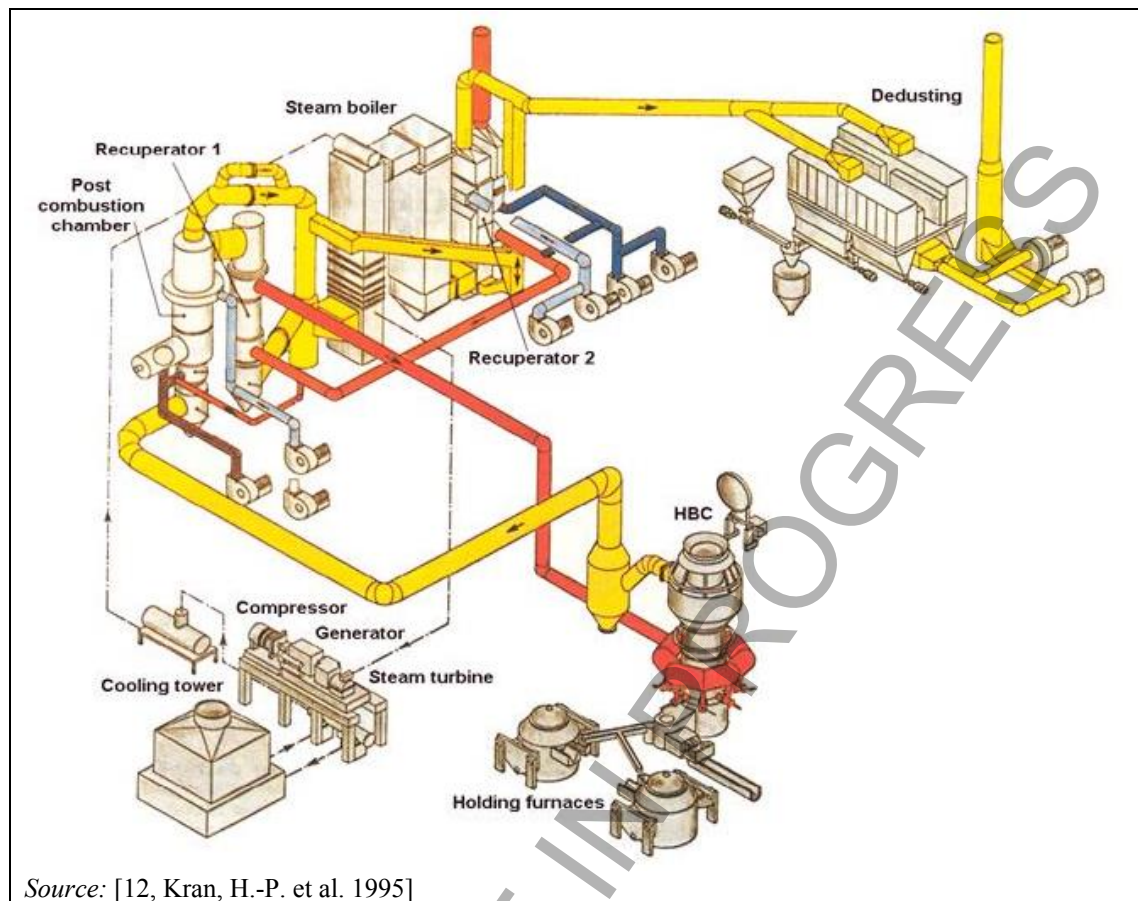 Steam boiler
Dedusting
Recuperator 1
Post
combustion
chamber
Recuperator 2
HBC
Compressor
Generator
Steam turbine
Cooling tower
Holding furnaces
Source: [12, Kran, H.-P. et al. 1995]
IN PROGRESS